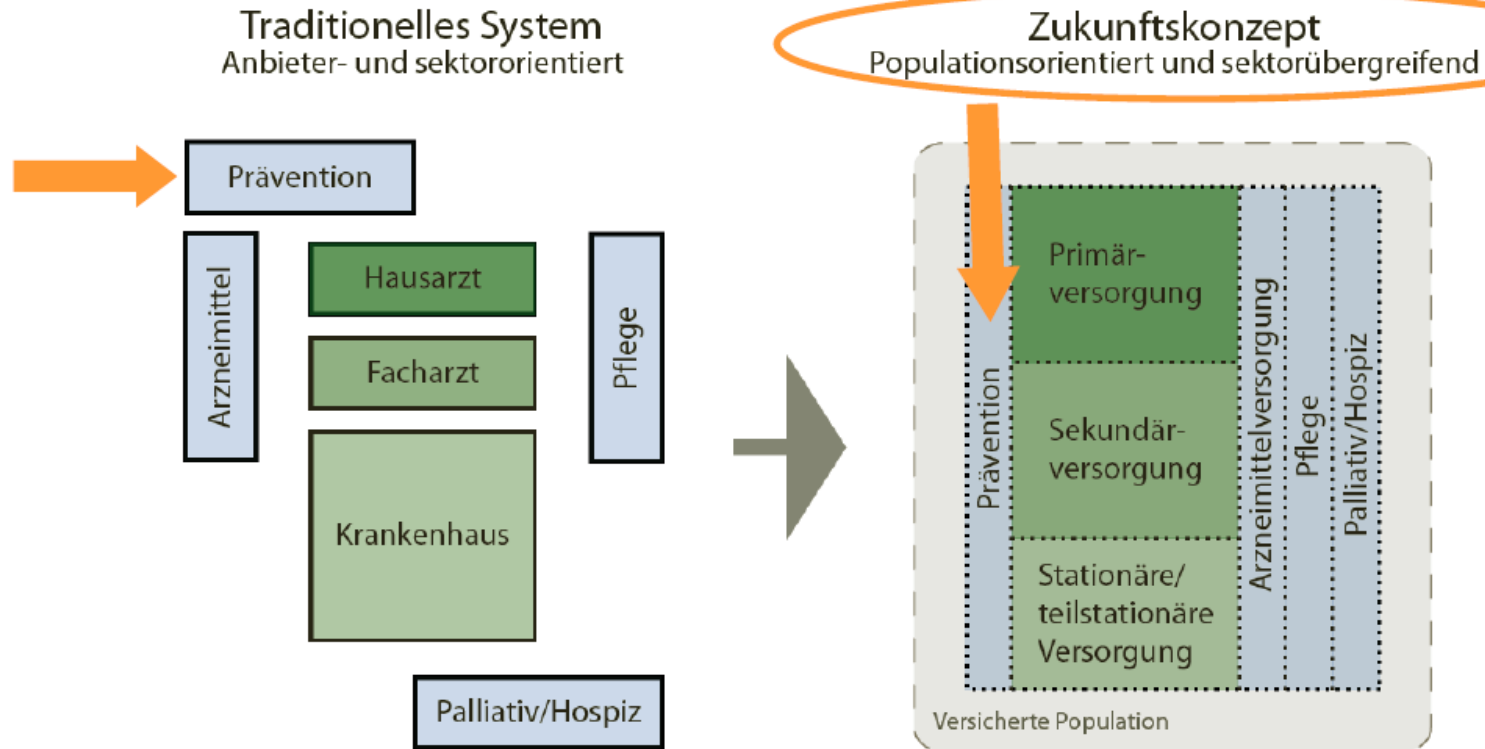 Traditionelles System
Anbieter- und sektororientiert
Prävention
Arzneimittel
Hausarzt
Facharzt
Krankenhaus
Pflege
Palliativ/Hospiz
Zukunftskonzept
Populationsorientiert und sektorübergreifend
Prävention
Primär-
versorgung
Sekundär-
versorgung
Stationäre/
teilstationäre
Versorgung
Arzneimittelversorgung
Pflege
Palliativ/Hospiz
Versicherte Population